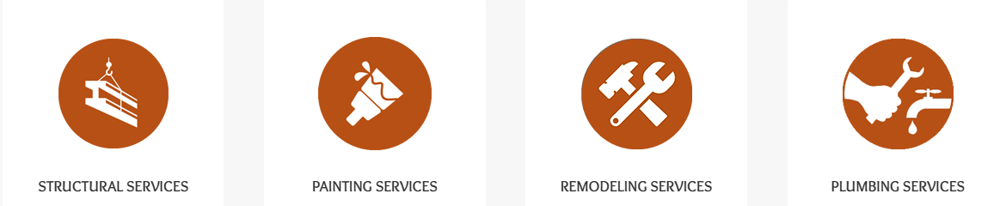 STRUCTURAL SERVICES
PAINTING SERVICES
REMODELING SERVICES
PLUMBING SERVICES